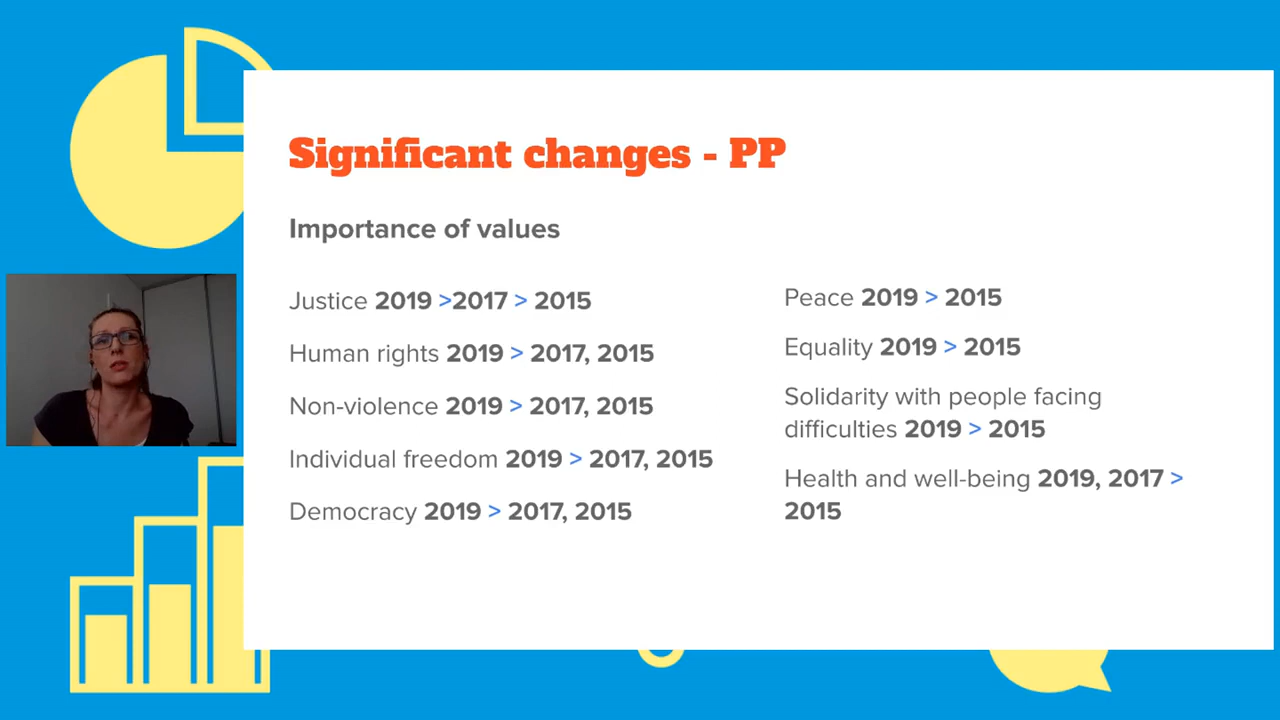 Significant changes - PP
Importance of values
Justice 2019 >2017 > 2015
Human rights 2019 > 2017, 2015
Non-violence 2019 > 2017, 2015
Individual freedom 2019 > 2017, 2015
Democracy 2019 > 2017, 2015
Peace 2019 > 2015
Equality 2019 > 2015
Solidarity with people facing
difficulties 2019 > 2015
Health and well-being 2019, 2017 >
2015